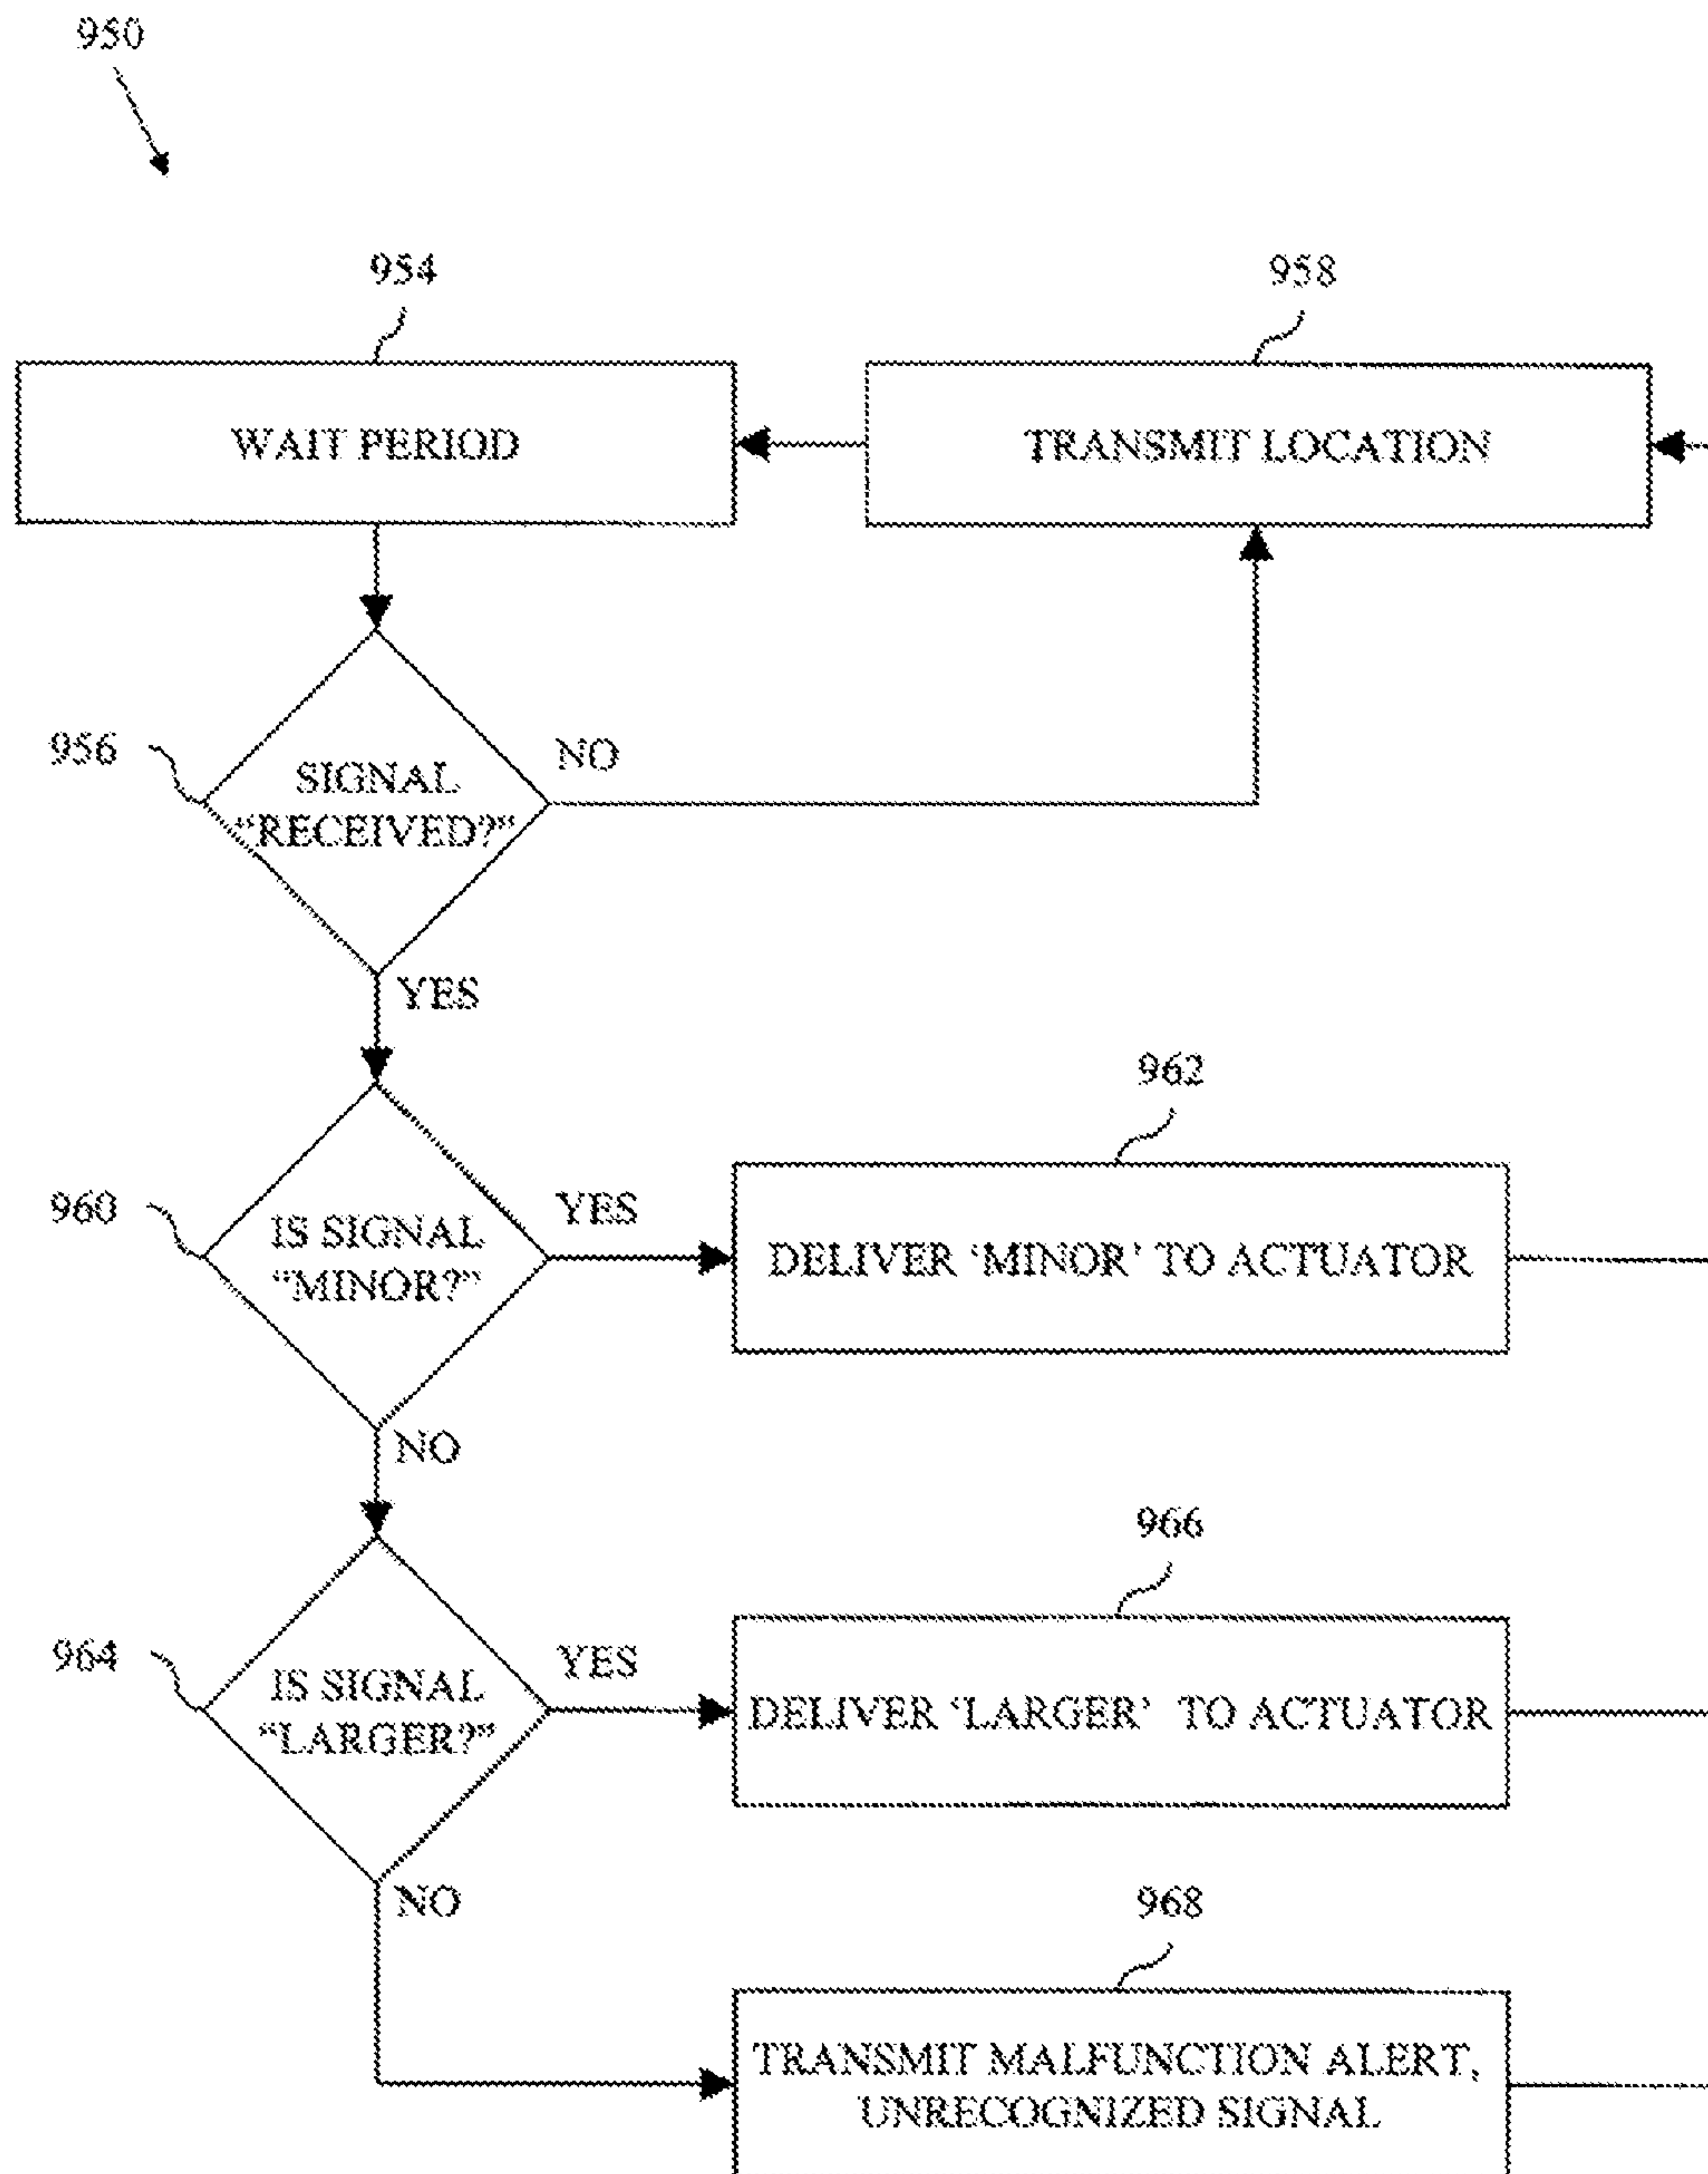 950
954
958
WAIT PERIOD
TRANSMIT LOCATION
956
SIGNAL
“RECEIVED?“
NO
YES
962
960
IS SIGNAL
“MINOR?”
YES
DELIVER ‘MINOR’ TO ACTUATOR
NO
966
964
IS SIGNAL
“LARGER?”
YES
DELIVER ‘LARGER’ TO ACTUATOR
NO
968
TRANSMIT MALFUNCTION ALERT,
UNRECOGNIZED SIGNAL